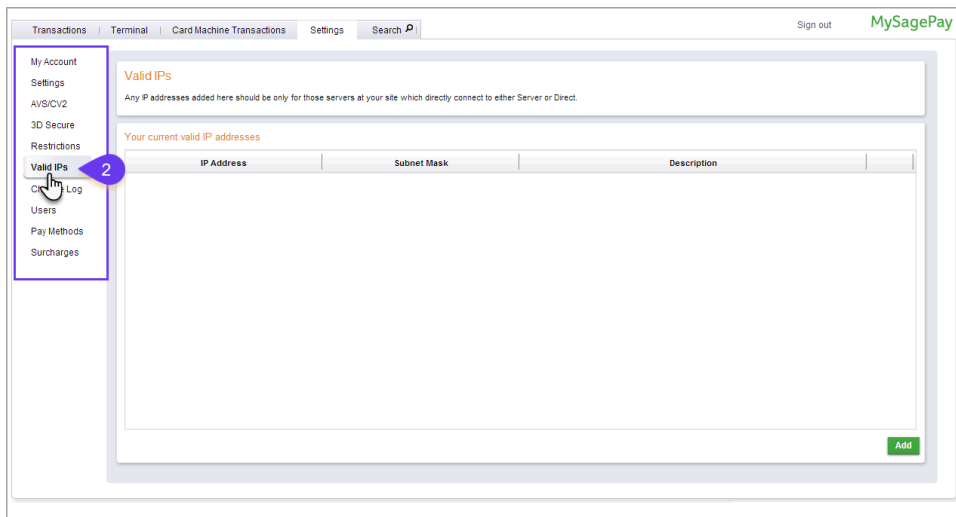 Transactions | Terminal | Card Machine Transactions Settings Search Sign out MySagePay
My Account
Settings
AVS/CV2
3D Secure
Restrictions
Valid IPs 2
Log
Users
Pay Methods
Surcharges
Valid IPs
Any IP addresses added here should be only for those servers at your site which directly connect to either Server or Direct.
Your current valid IP addresses
IP Address Subnet Mask Description
Add